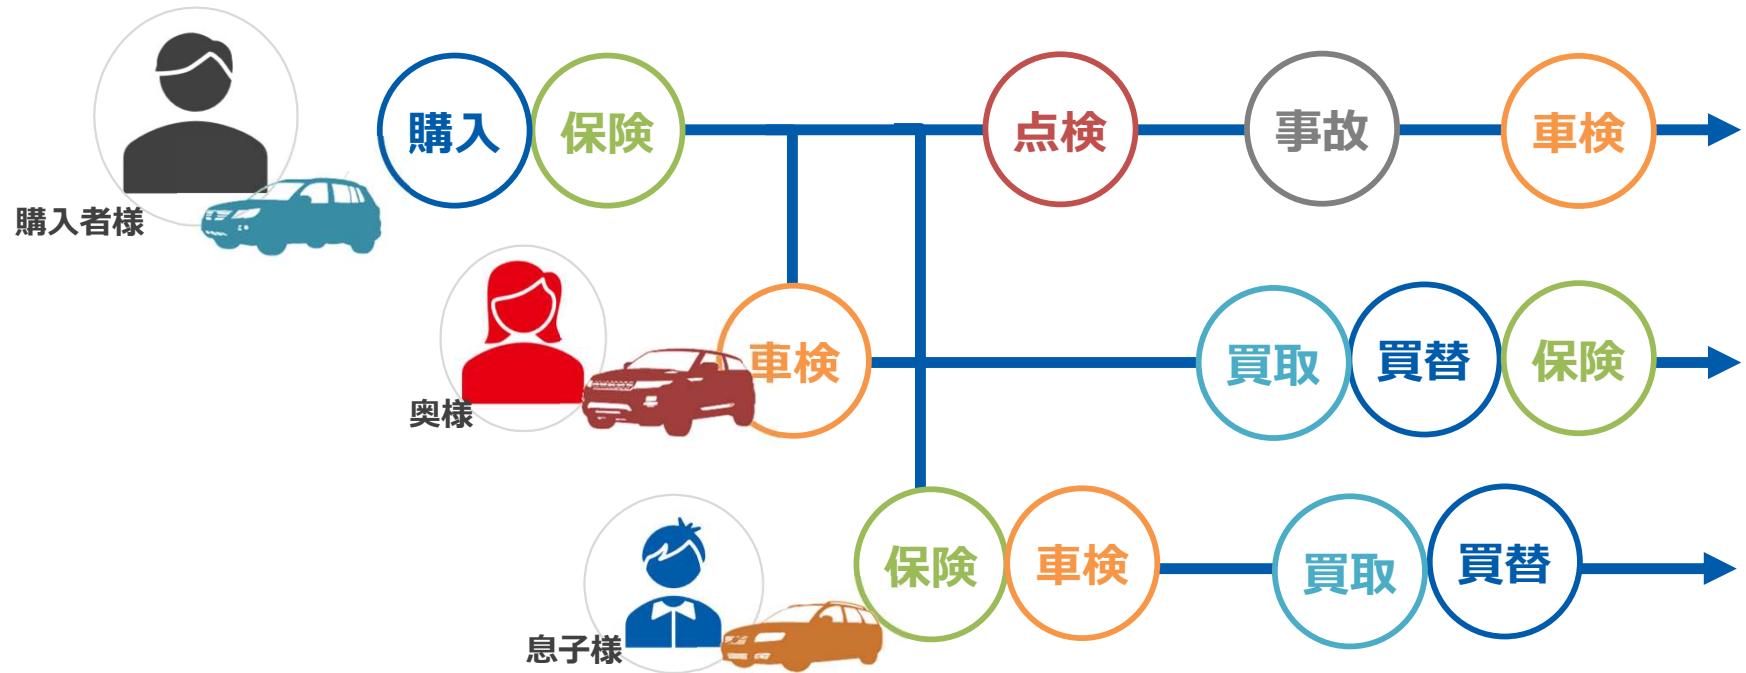 購入者様
購入
保険
点検
事故
車検
奥様
車検
買取
買替
保険
息子様
保険
車検
買取
買替